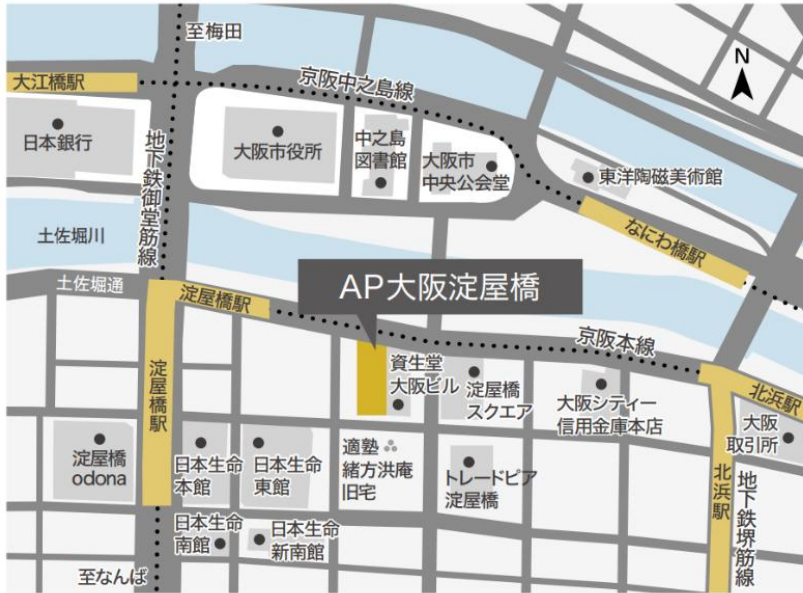 至梅田
大江橋駅
京阪中之島線
N
日本銀行
地下鉄御堂筋線
大阪市役所
中之島
図書館
大阪市
中央公会堂
東洋陶磁美術館
なにわ橋駅
土佐堀川
土佐堀通
淀屋橋駅
AP大阪淀屋橋
京阪本線
淀屋橋駅
資生堂
大阪ビル
淀屋橋
スクエア
大阪シティー
信用金庫本店
北浜駅
大阪
取引所
淀屋橋
odona
日本生命
本館
日本生命
東館
適塾
緒方洪庵
旧宅
トレードピア
淀屋橋
北浜駅
地下鉄堺筋線
日本生命
南館
日本生命
新南館
至なんば